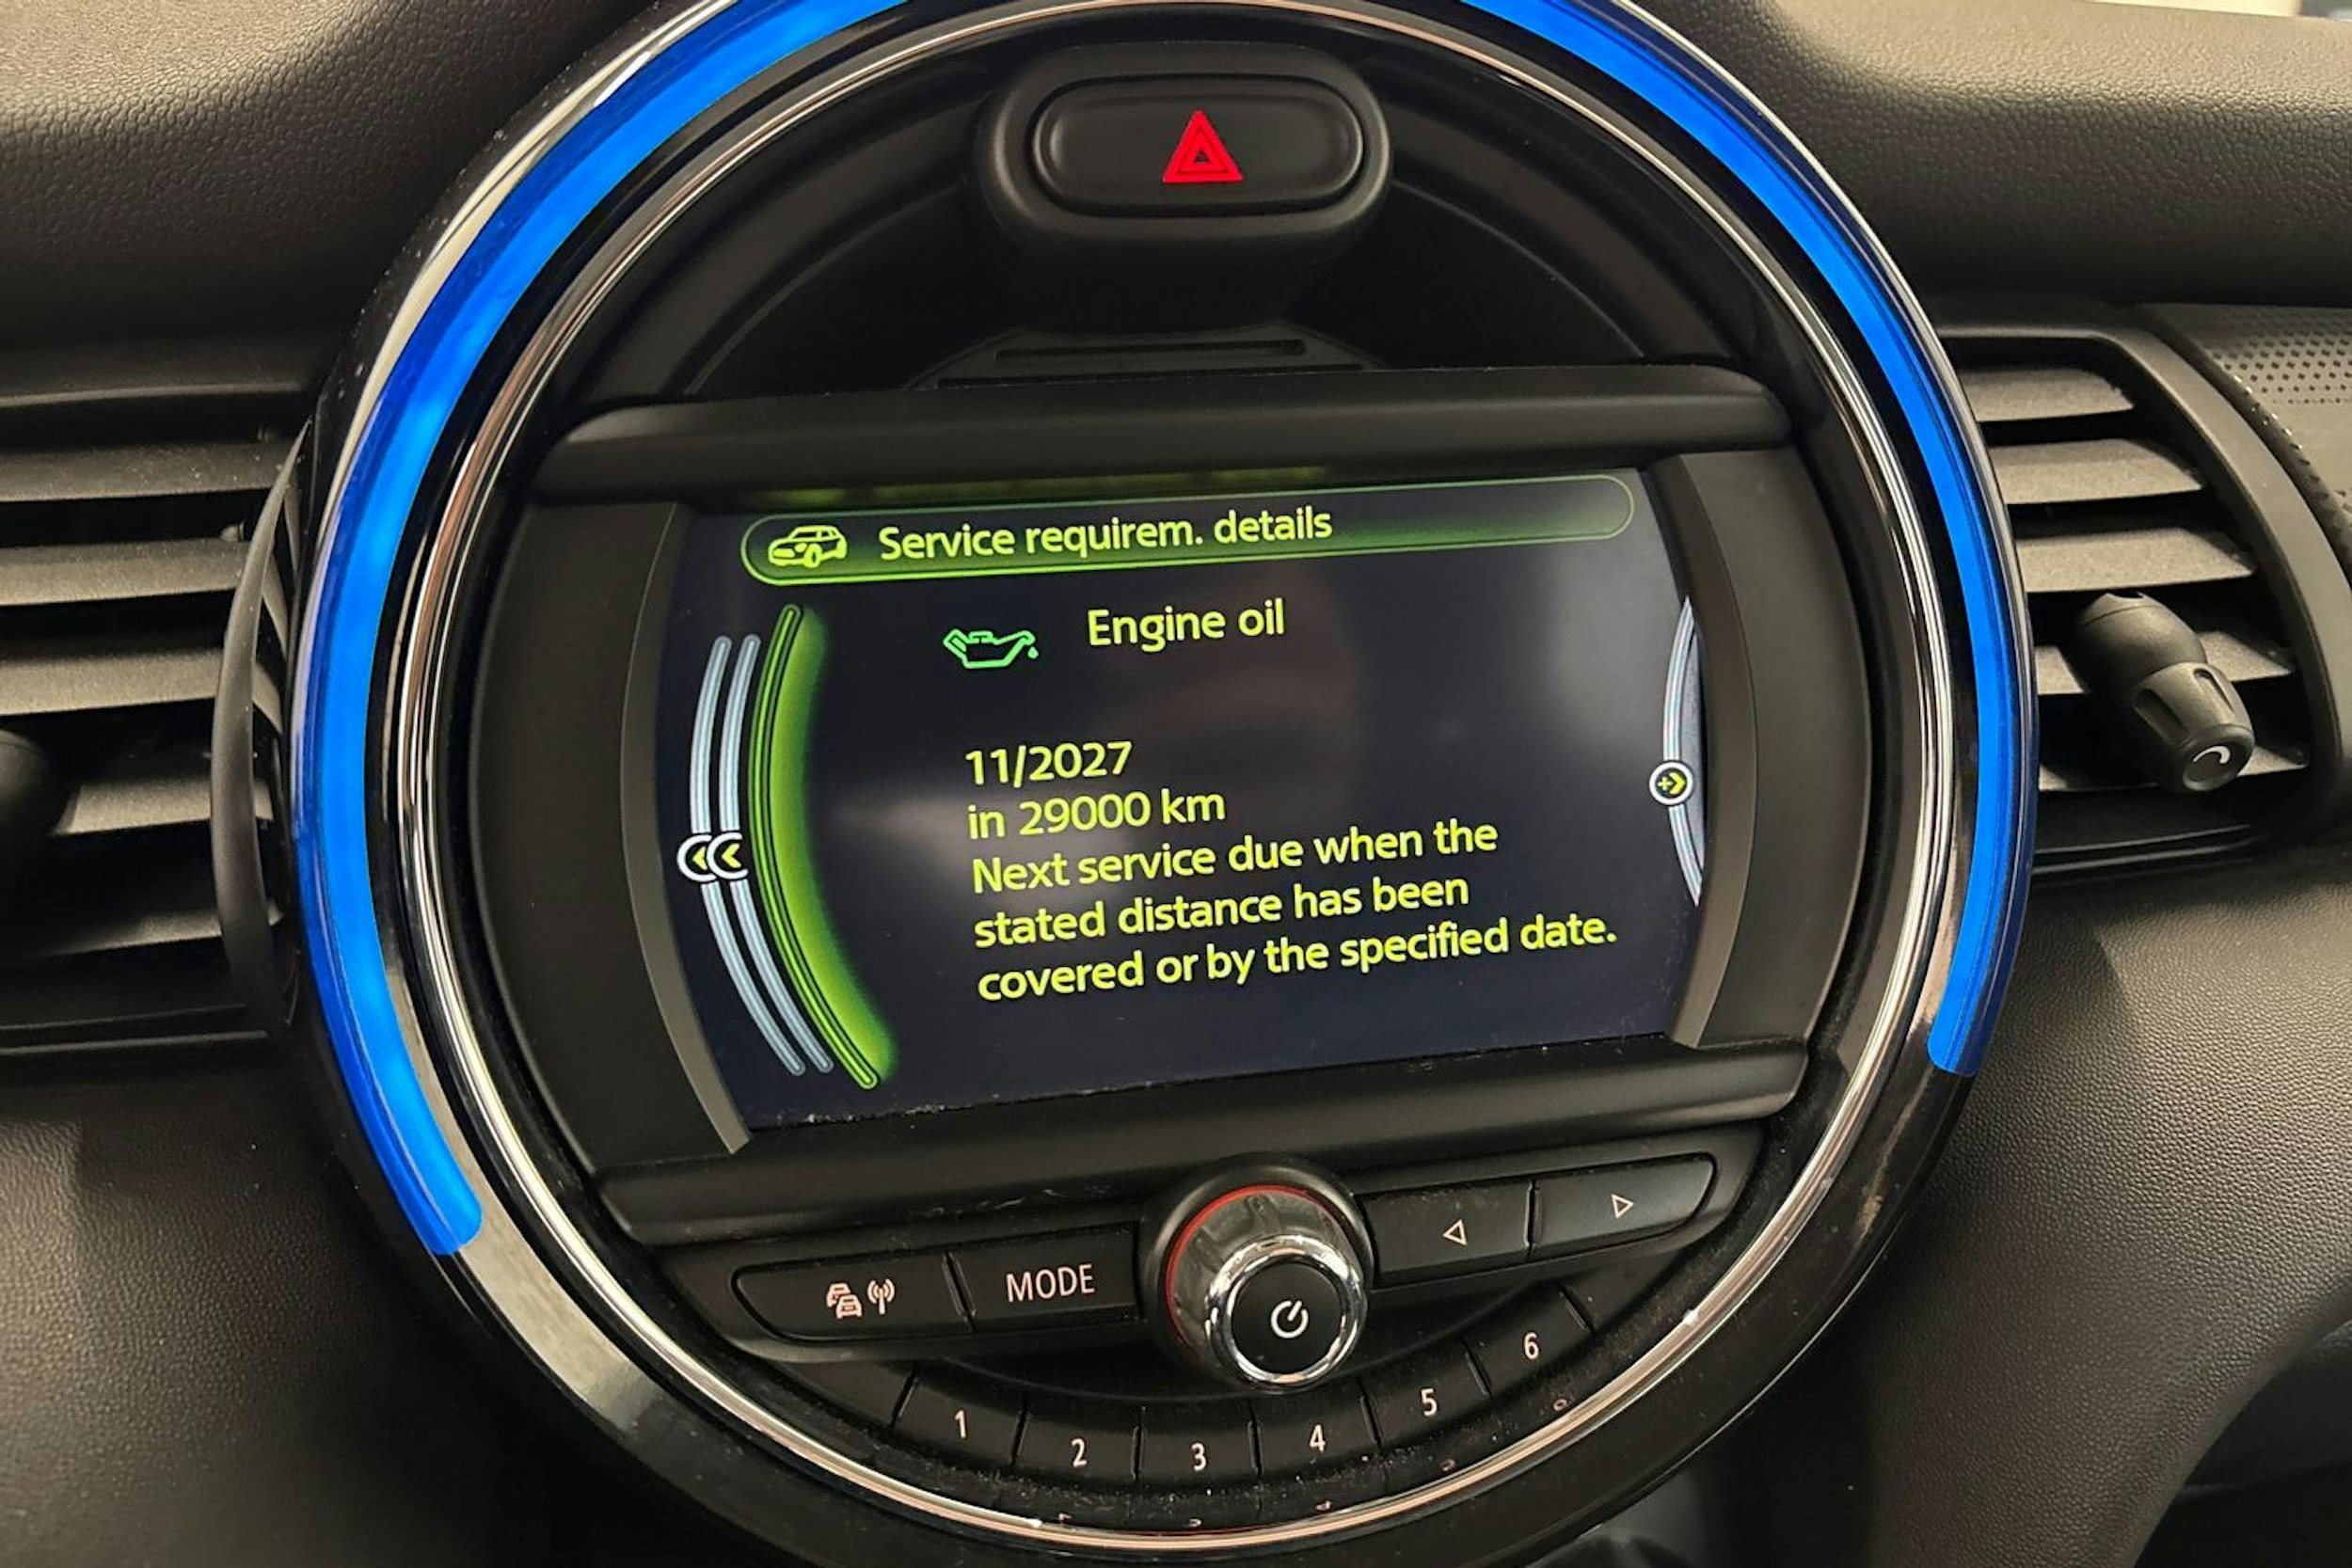 Service requirem. details
Engine oil
11/2027
in 29000 km
Next service due when the
stated distance has been
covered or by the specified date.
MODE
1
2
3
4
5
6